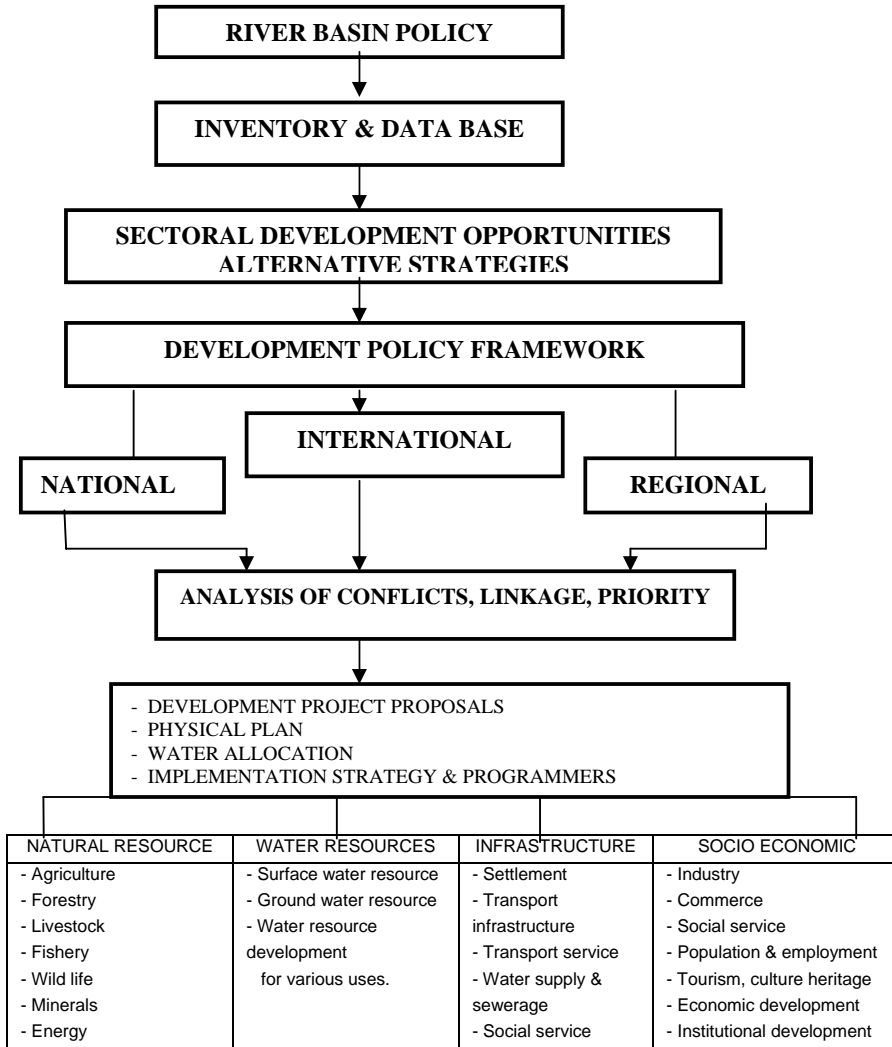 RIVER BASIN POLICY
INVENTORY & DATA BASE
SECTORAL DEVELOPMENT OPPORTUNITIES
ALTERNATIVE STRATEGIES
DEVELOPMENT POLICY FRAMEWORK
INTERNATIONAL
NATIONAL
REGIONAL
ANALYSIS OF CONFLICTS, LINKAGE, PRIORITY
- DEVELOPMENT PROJECT PROPOSALS
- PHYSICAL PLAN
- WATER ALLOCATION
- IMPLEMENTATION STRATEGY & PROGRAMMERS
NATURAL RESOURCE
- Agriculture
- Forestry
- Livestock
- Fishery
- Wild life
- Minerals
- Energy
WATER RESOURCES
- Surface water resource
- Ground water resource
- Water resource
development
for various uses.
INFRASTRUCTURE
- Settlement
- Transport
infrastructure
- Transport service
- Water supply &
sewerage
- Social service
SOCIO ECONOMIC
- Industry
- Commerce
- Social service
- Population & employment
- Tourism, culture heritage
- Economic development
- Institutional development